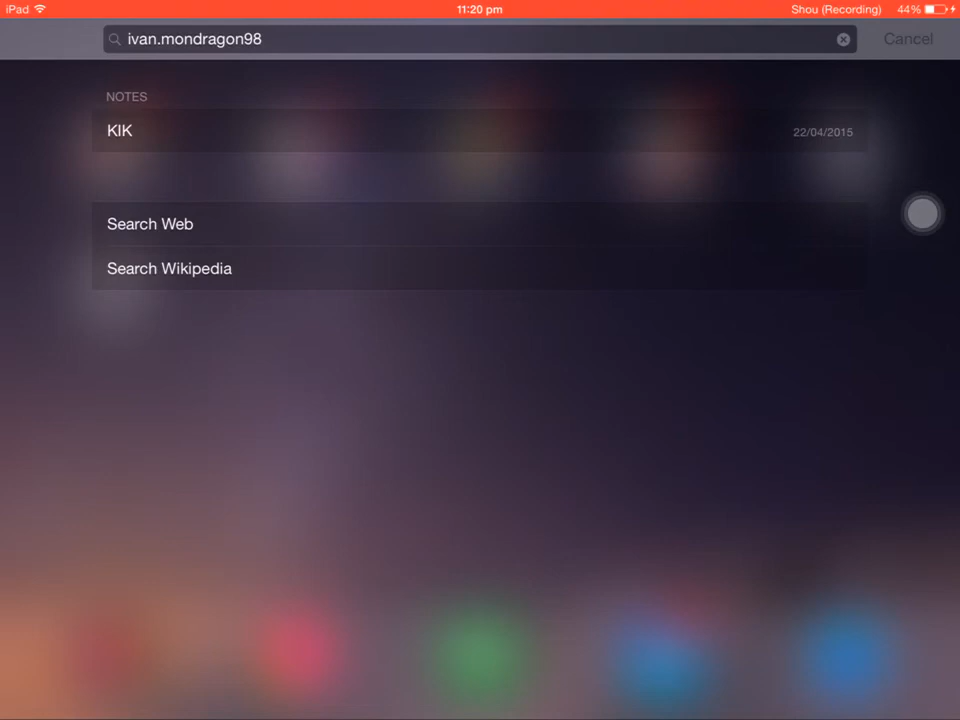 iPad 11:20 pm Shou (Recording) 44%
ivan.mondragon98 Cancel
NOTES
KIK 22/04/2015
Search Web
Search Wikipedia